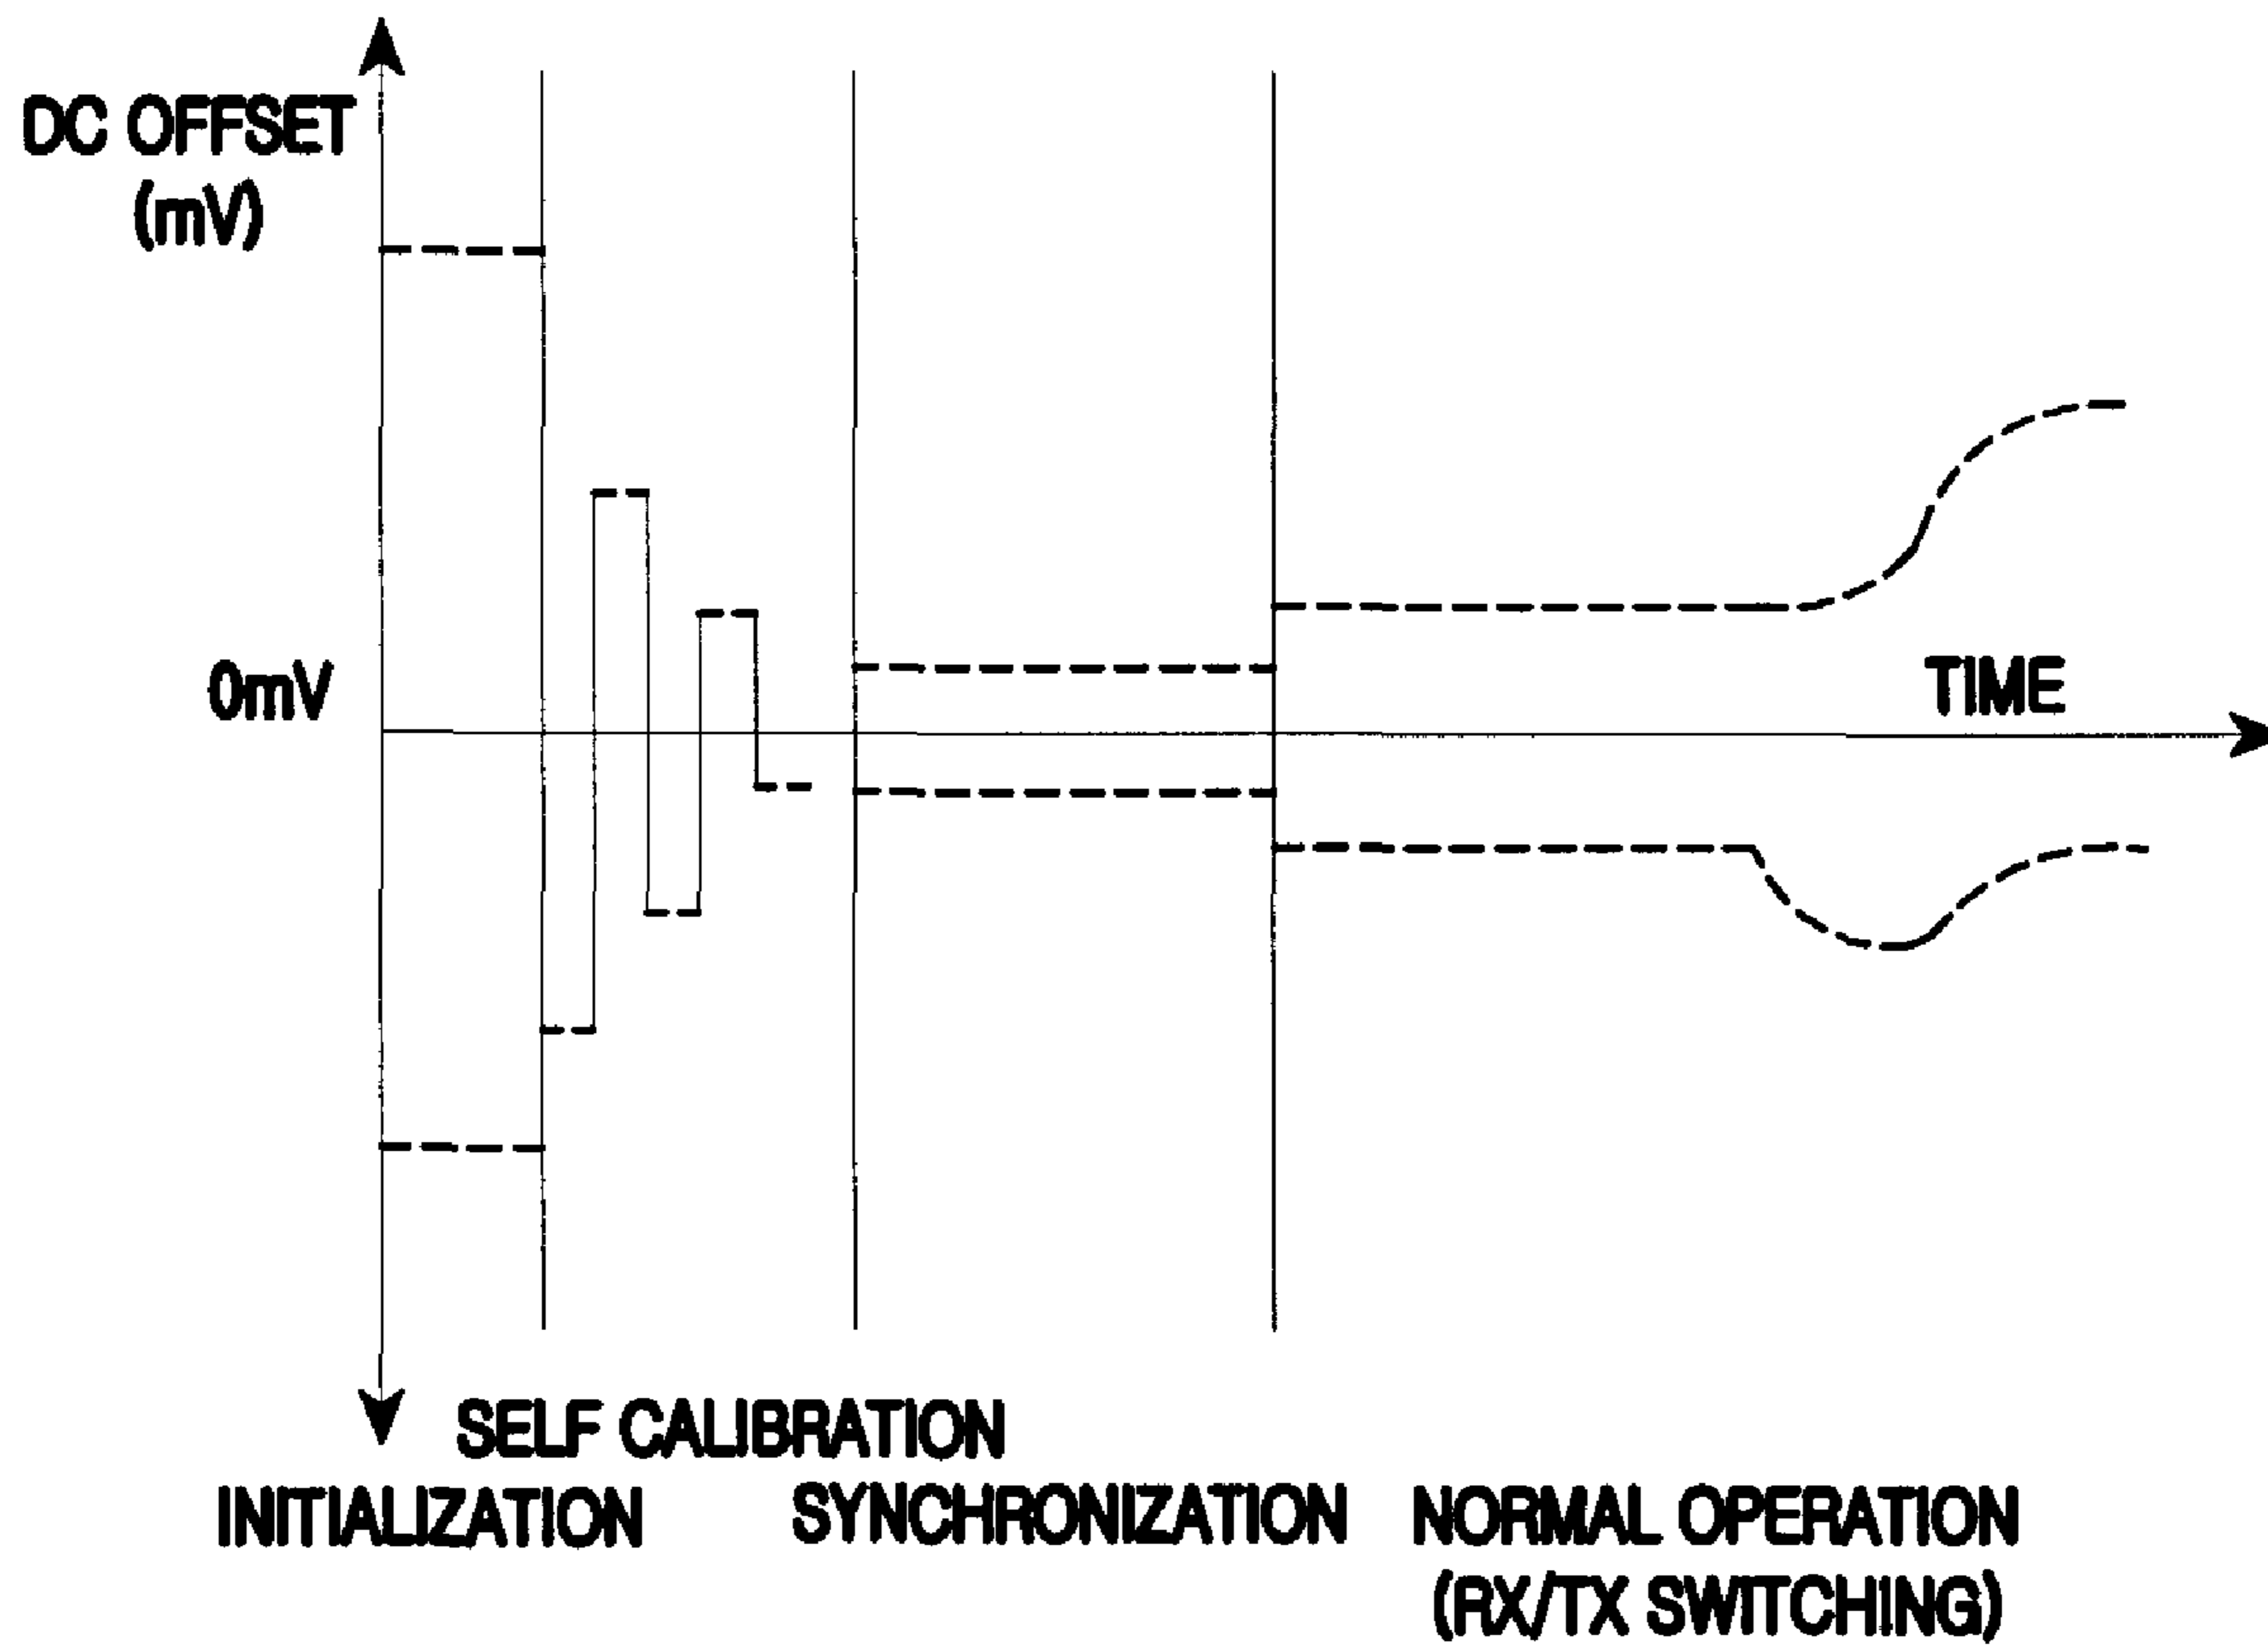 DC OFFSET
(mV)
0mV
TIME
SELF CALIBRATION
INITIALIZATION
SYNCHRONIZATION
NORMAL OPERATION
(RX/TX SWITCHING)